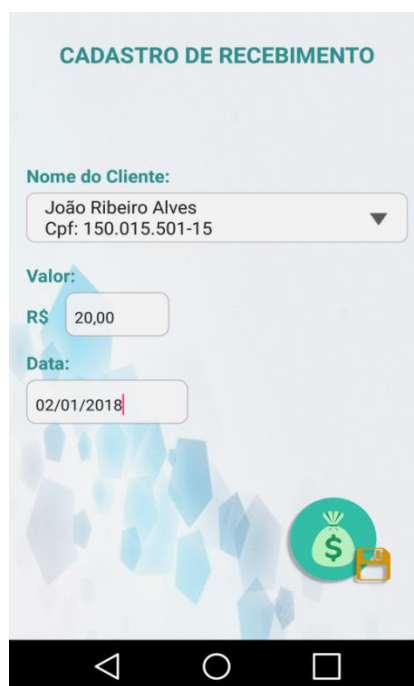 CADASTRO DE RECEBIMENTO
Nome do Cliente:
João Ribeiro Alves
Cpf: 150.015.501-15
Valor:
R$ 20,00
Data:
02/01/2018
$